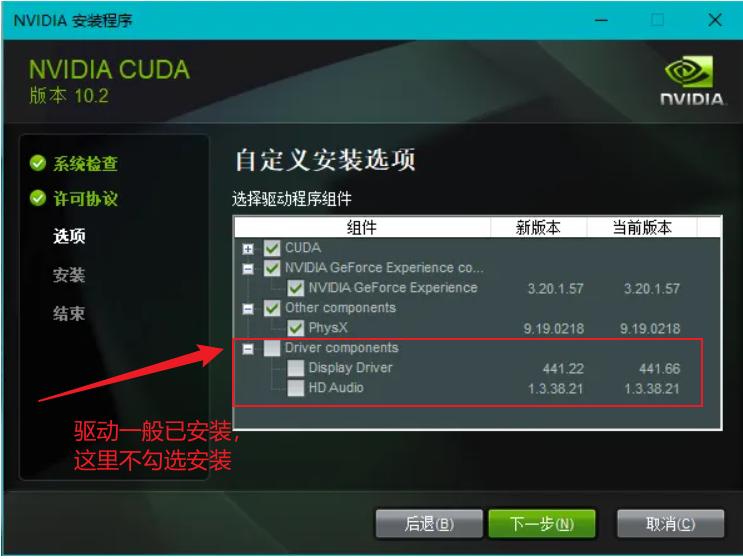 NVIDIA 安装程序
NVIDIA CUDA
版本 10.2
NVIDIA.
系统检查
许可协议
选项
安装
结束
自定义安装选项
选择驱动程序组件
组件 新版本 当前版本
CUDA
NVIDIA GeForce Experience co...
NVIDIA GeForce Experience 3.20.1.57 3.20.1.57
Other components
PhysX 9.19.0218 9.19.0218
Driver components
Display Driver 441.22 441.66
HD Audio 1.3.38.21 1.3.38.21
驱动一般已安装，
这里不勾选安装
后退(B) 下一步(N) 取消(C)